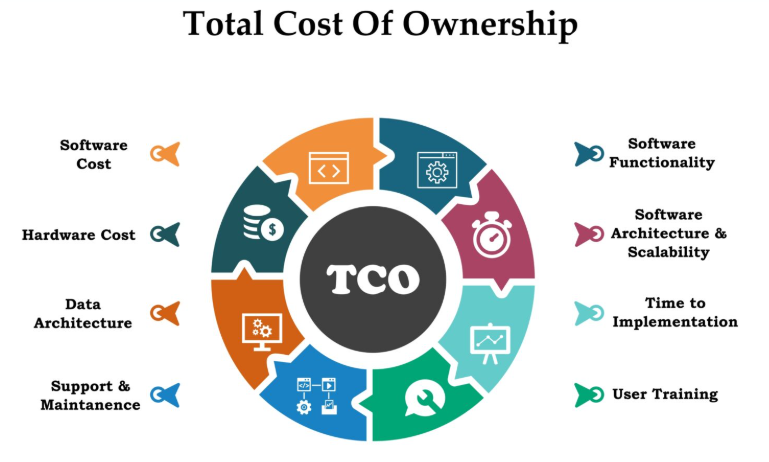 Total Cost Of Ownership
Software
Cost
Hardware Cost
Data
Architecture
Support &
Maintanence
TCO
$
Software
Functionality
Software
Architecture &
Scalability
Time to
Implementation
User Training